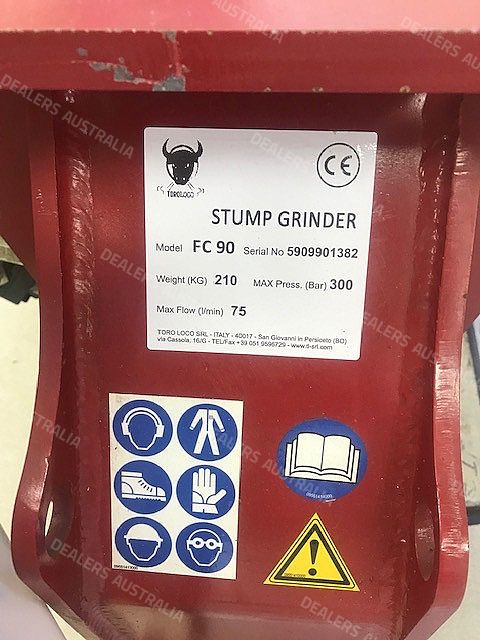 TOROLOCO
CE
STUMP GRINDER
Model FC 90 Serial No 5909901382
Weight (KG) 210 MAX Press. (Bar) 300
Max Flow (l/min) 75
TORO LOCO SRL - ITALY - 40017 - San Giovanni in Persiceto (BO)
via Cassola, 16/G - TEL/Fax +39 051 9596729 - www.tl-srl.com
DEALERS AUSTRALIA